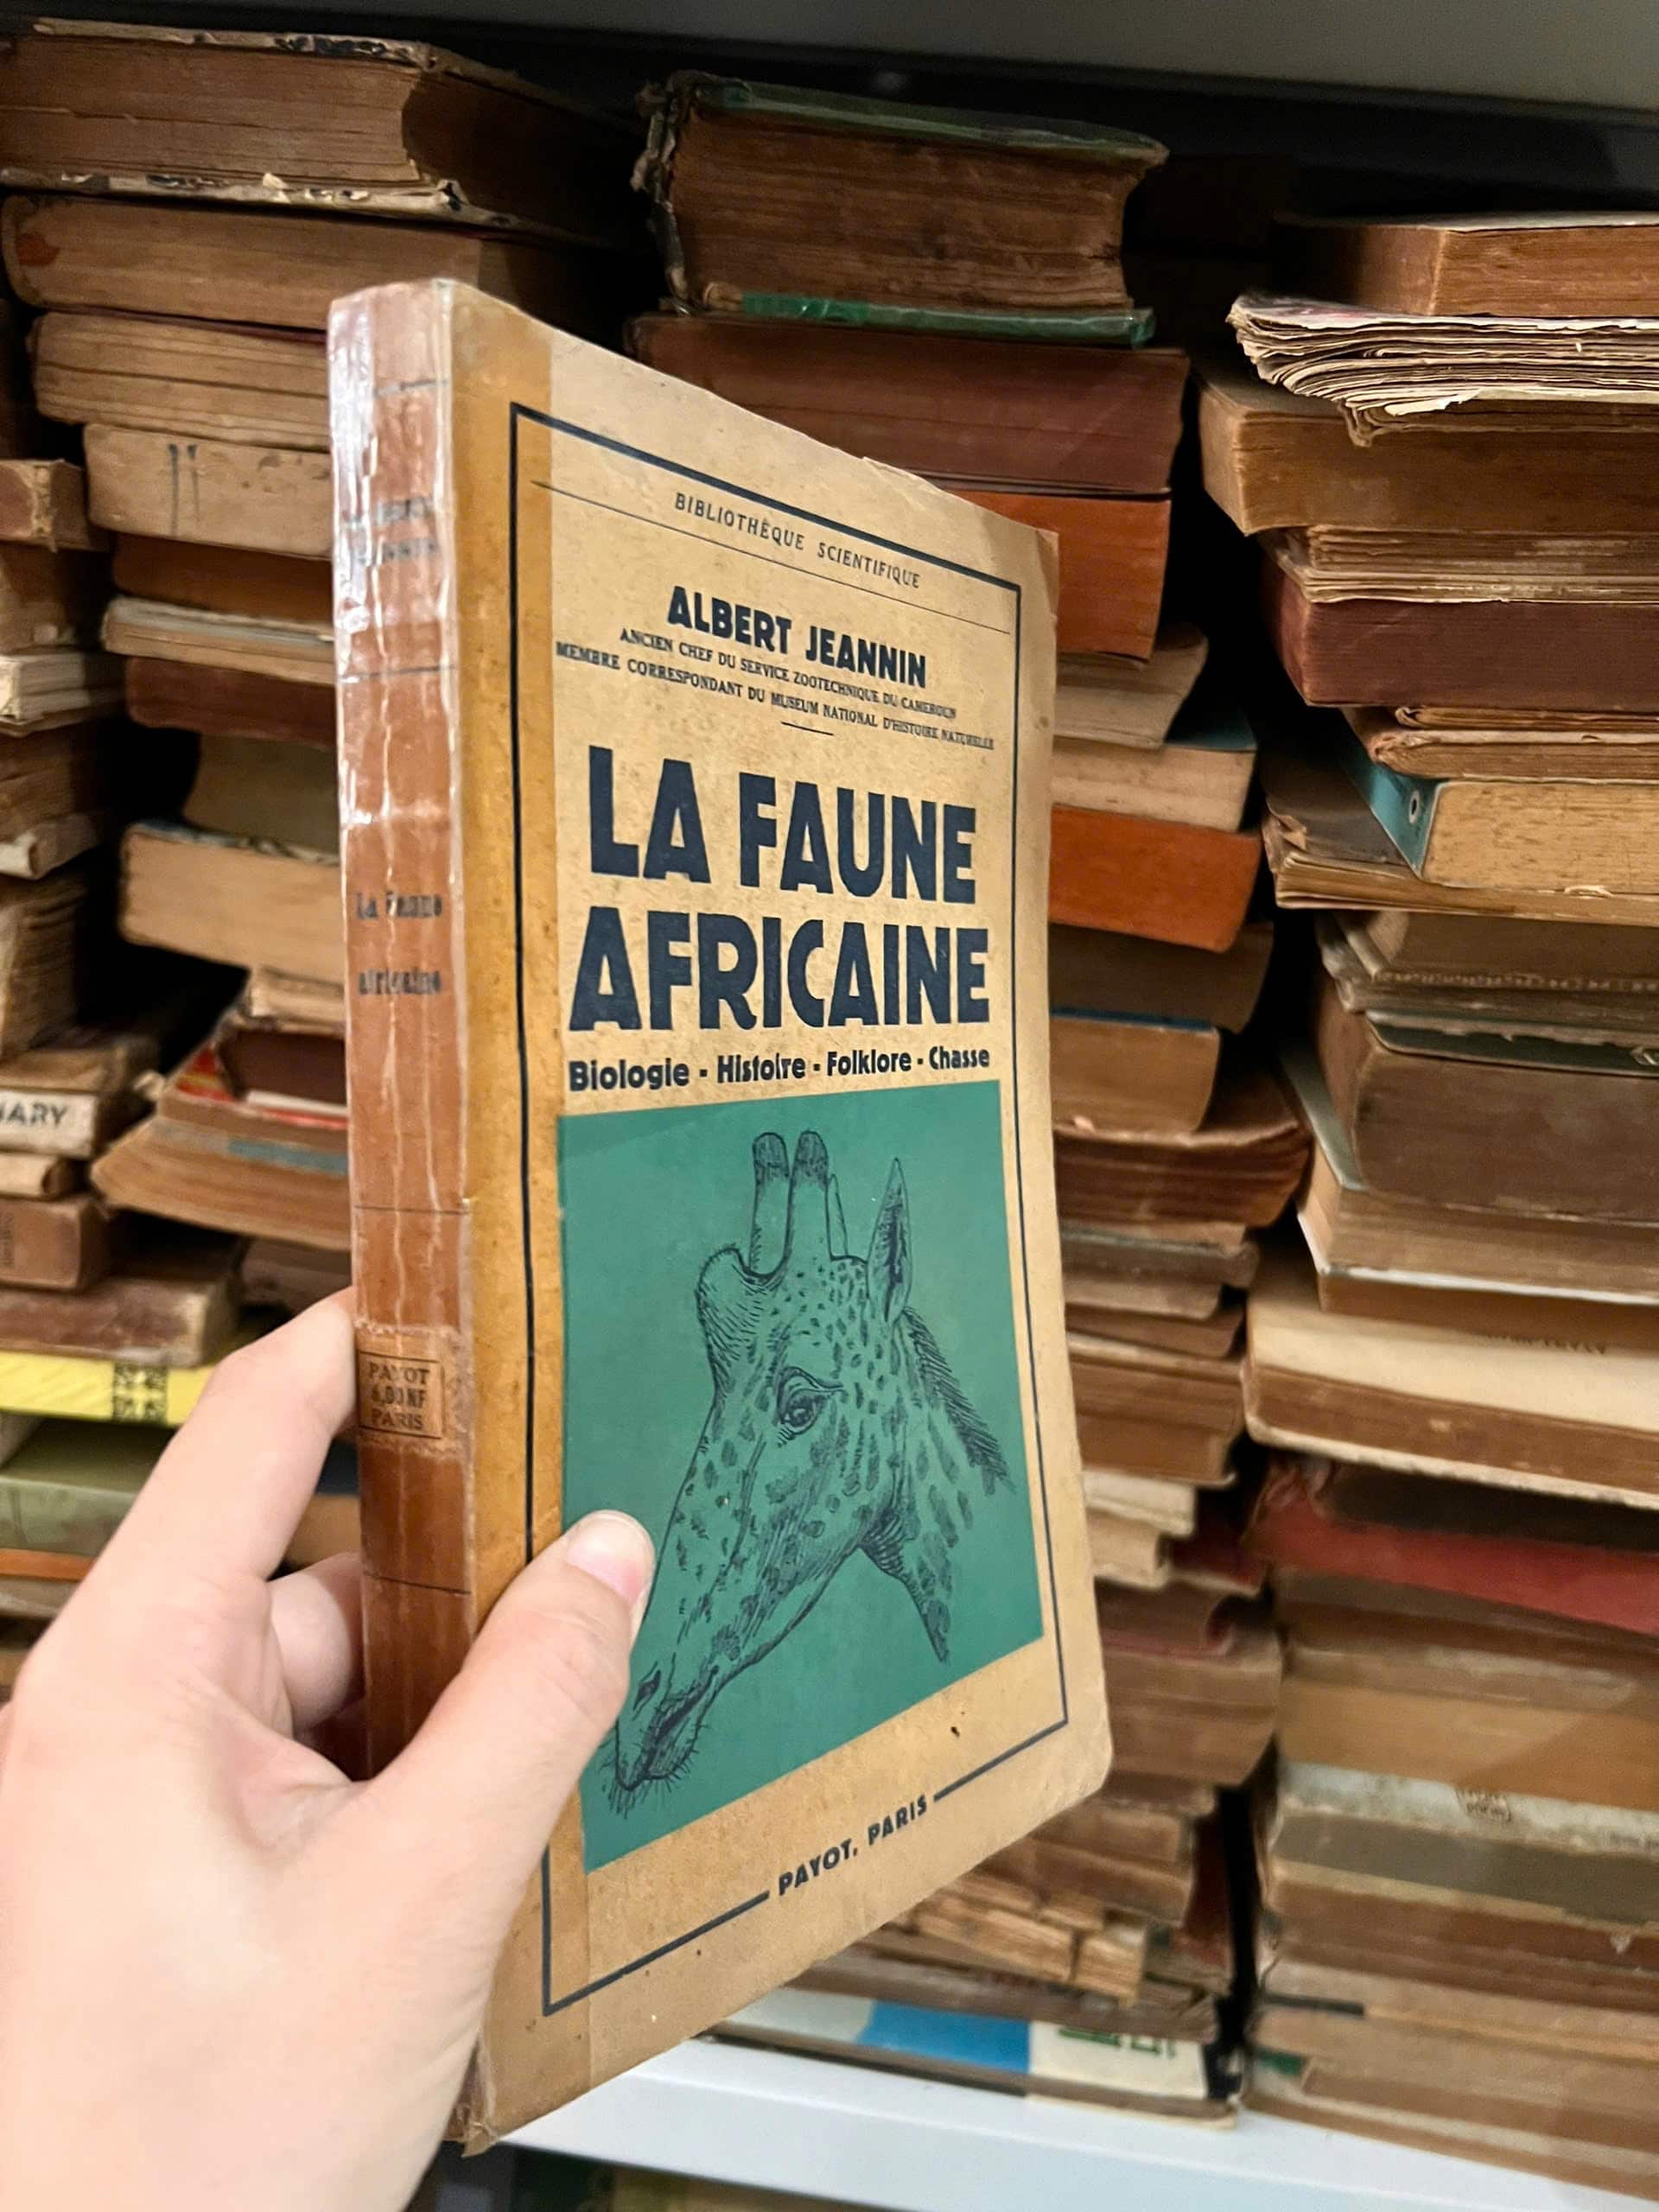 BIBLIOTHÈQUE SCIENTIFIQUE
ALBERT JEANNIN
ANCIEN CHEF DU SERVICE ZOOTECHNIQUE DU CAMEROUN
MEMBRE CORRESPONDANT DU MUSEUM NATIONAL D'HISTOIRE NATURELLE
LA FAUNE
AFRICAINE
Biologie - Histoire - Folklore - Chasse
PAYOT, PARIS
La Faune
africaine
PAYOT
6,00 NF
PARIS